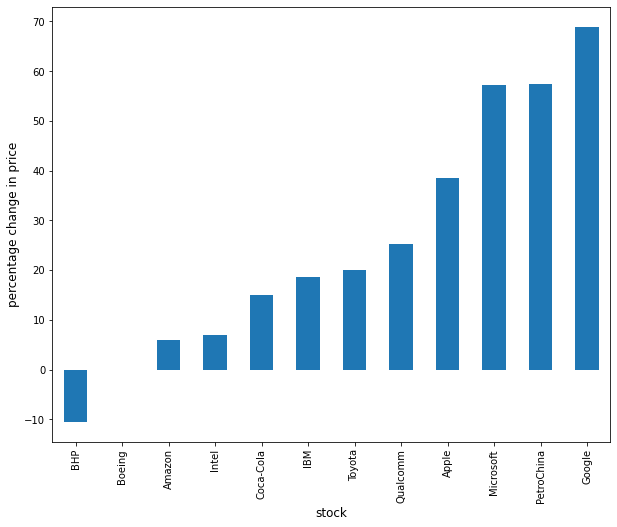 70
60
50
40
30
20
10
0
−10
percentage change in price
BHP
Boeing
Amazon
Intel
Coca-Cola
IBM
Toyota
Qualcomm
Apple
Microsoft
PetroChina
Google
stock